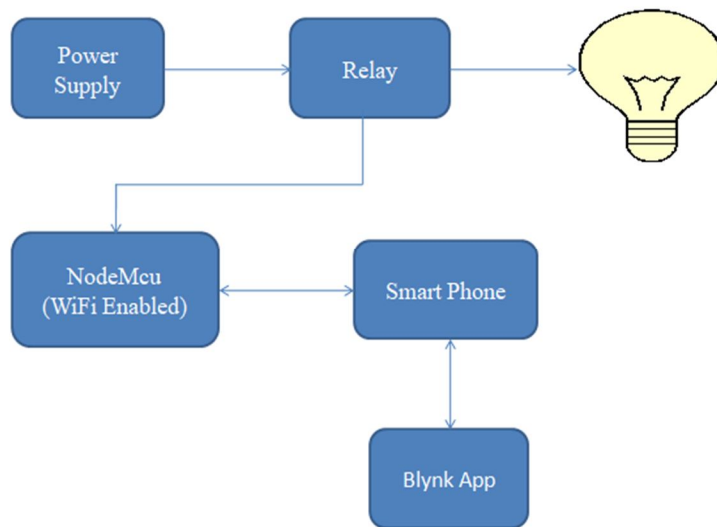 Power
Supply
Relay
NodeMcu
(WiFi Enabled)
Smart Phone
Blynk App